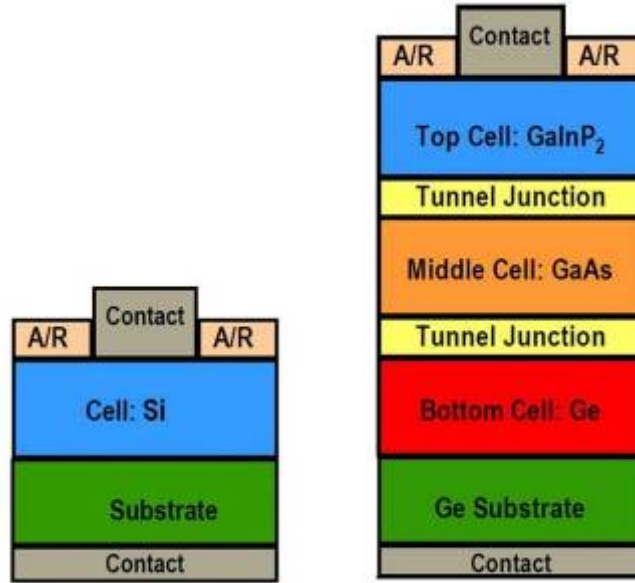 Contact
A/R A/R
Cell: Si
Substrate
Contact
Contact
A/R A/R
Top Cell: GaInP₂
Tunnel Junction
Middle Cell: GaAs
Tunnel Junction
Bottom Cell: Ge
Ge Substrate
Contact